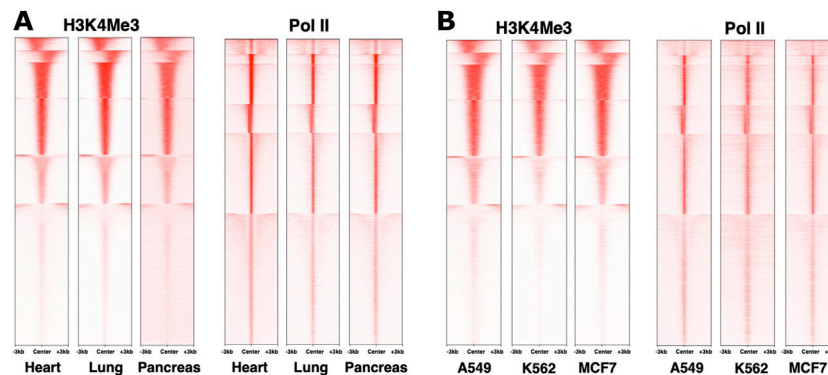 A
H3K4Me3
Pol II
B
H3K4Me3
Pol II
-3kb Center +3kb
-3kb Center +3kb
-3kb Center +3kb
-3kb Center +3kb
-3kb Center +3kb
-3kb Center +3kb
-3kb Center +3kb
-3kb Center +3kb
-3kb Center +3kb
-3kb Center +3kb
-3kb Center +3kb
-3kb Center
Heart
Lung
Pancreas
Heart
Lung
Pancreas
A549
K562
MCF7
A549
K562
MCF7